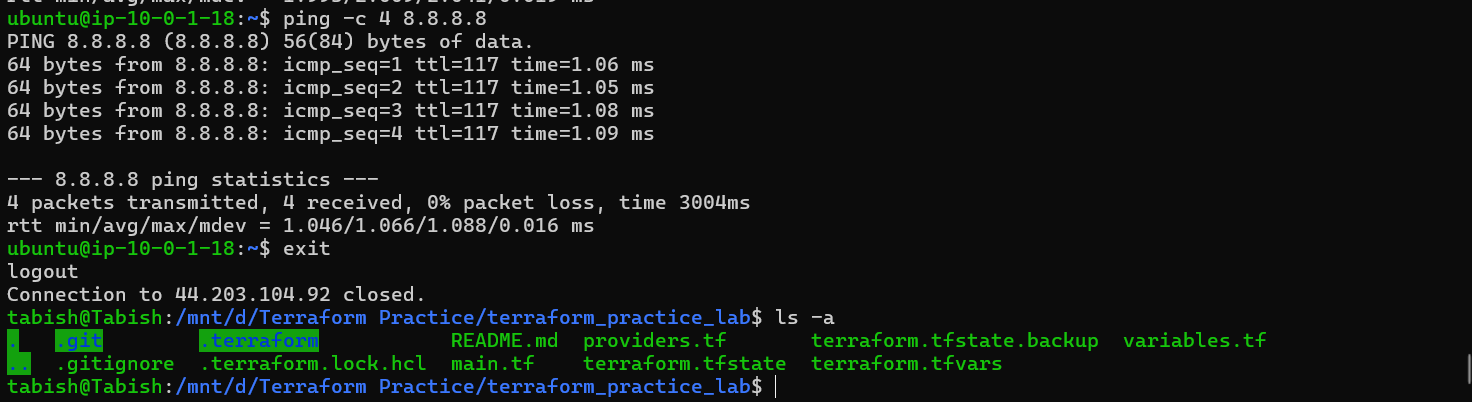 ubuntu@ip-10-0-1-18:~$ ping -c 4 8.8.8.8
PING 8.8.8.8 (8.8.8.8) 56(84) bytes of data.
64 bytes from 8.8.8.8: icmp_seq=1 ttl=117 time=1.06 ms
64 bytes from 8.8.8.8: icmp_seq=2 ttl=117 time=1.05 ms
64 bytes from 8.8.8.8: icmp_seq=3 ttl=117 time=1.08 ms
64 bytes from 8.8.8.8: icmp_seq=4 ttl=117 time=1.09 ms
--- 8.8.8.8 ping statistics ---
4 packets transmitted, 4 received, 0% packet loss, time 3004ms
rtt min/avg/max/mdev = 1.046/1.066/1.088/0.016 ms
ubuntu@ip-10-0-1-18:~$ exit
logout
Connection to 44.203.104.92 closed.
tabish@Tabish:/mnt/d/Terraform Practice/terraform_practice_lab$ ls -a
.   .git        .terraform           README.md  providers.tf       terraform.tfstate.backup  variables.tf
..  .gitignore  .terraform.lock.hcl  main.tf    terraform.tfstate  terraform.tfvars
tabish@Tabish:/mnt/d/Terraform Practice/terraform_practice_lab$